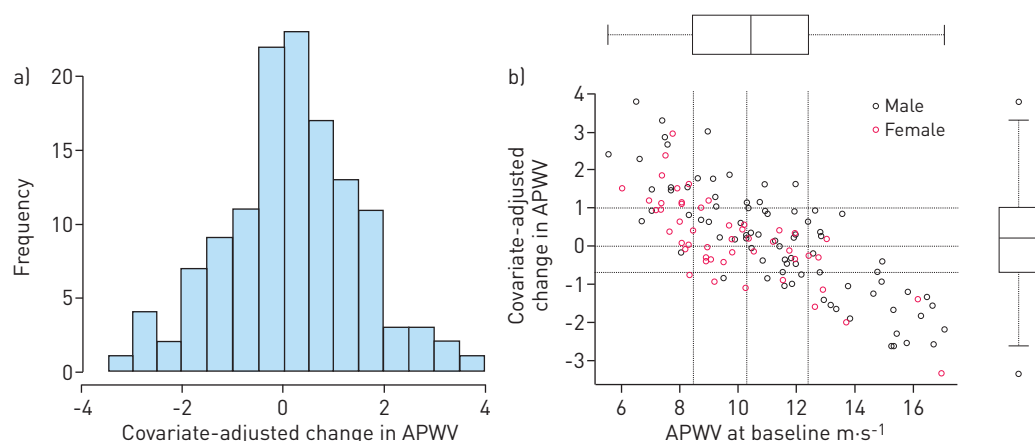 a)
Frequency
20
15
10
5
0
-4
-2
0
2
4
Covariate-adjusted change in APWV
b)
Covariate-adjusted
change in APWV
4
3
2
1
0
-1
-2
-3
Male
Female
6
8
10
12
14
16
APWV at baseline m·s-1